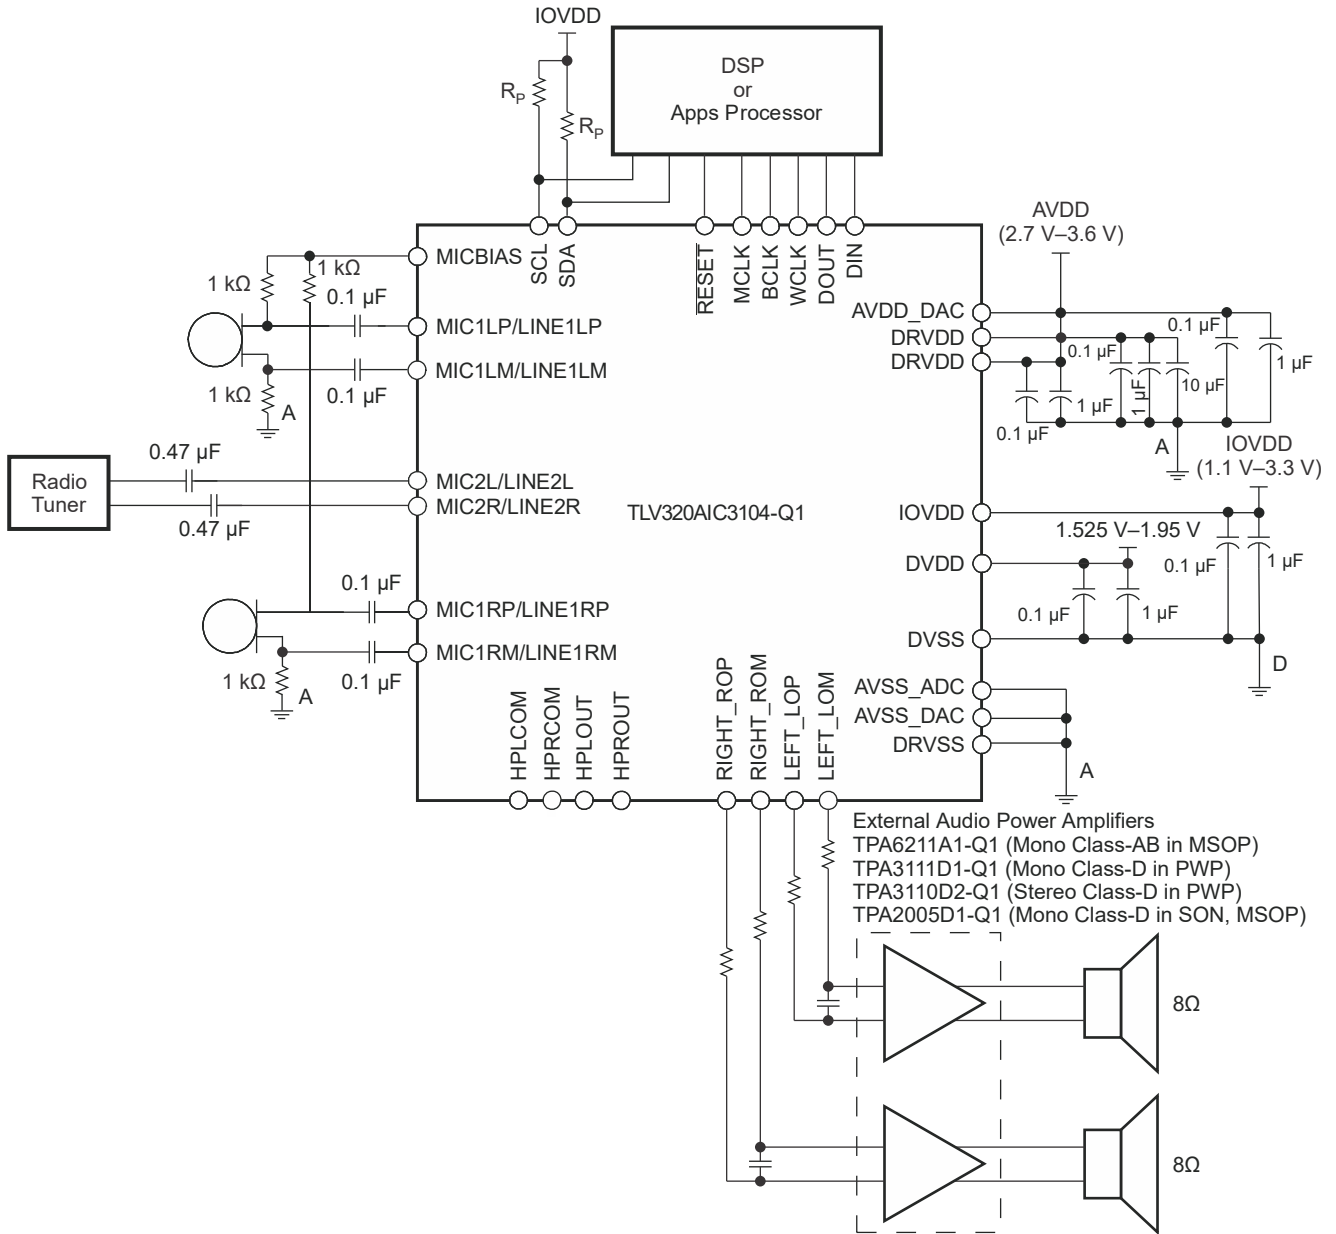 IOVDD
DSP
or
Apps Processor
RP
RP
SCL
SDA
RESET
MCLK
BCLK
WCLK
DOUT
DIN
AVDD
(2.7 V–3.6 V)
MICBIAS
1 kΩ
1 kΩ
0.1 µF
MIC1LP/LINE1LP
MIC1LM/LINE1LM
1 kΩ
A
0.1 µF
AVDD_DAC
DRVDD
DRVDD
0.1 µF
0.1 µF
1 µF
10 µF
1 µF
1 µF
0.1 µF
A
IOVDD
(1.1 V–3.3 V)
0.47 µF
Radio
Tuner
MIC2L/LINE2L
MIC2R/LINE2R
0.47 µF
TLV320AIC3104-Q1
IOVDD
1.525 V–1.95 V
DVDD
0.1 µF
1 µF
0.1 µF
1 µF
DVSS
D
0.1 µF
MIC1RP/LINE1RP
MIC1RM/LINE1RM
1 kΩ
A
0.1 µF
AVSS_ADC
AVSS_DAC
DRVSS
A
HPLCOM
HPRCOM
HPLOUT
HPROUT
RIGHT_ROP
RIGHT_ROM
LEFT_LOP
LEFT_LOM
External Audio Power Amplifiers
TPA6211A1-Q1 (Mono Class-AB in MSOP)
TPA3111D1-Q1 (Mono Class-D in PWP)
TPA3110D2-Q1 (Stereo Class-D in PWP)
TPA2005D1-Q1 (Mono Class-D in SON, MSOP)
8Ω
8Ω